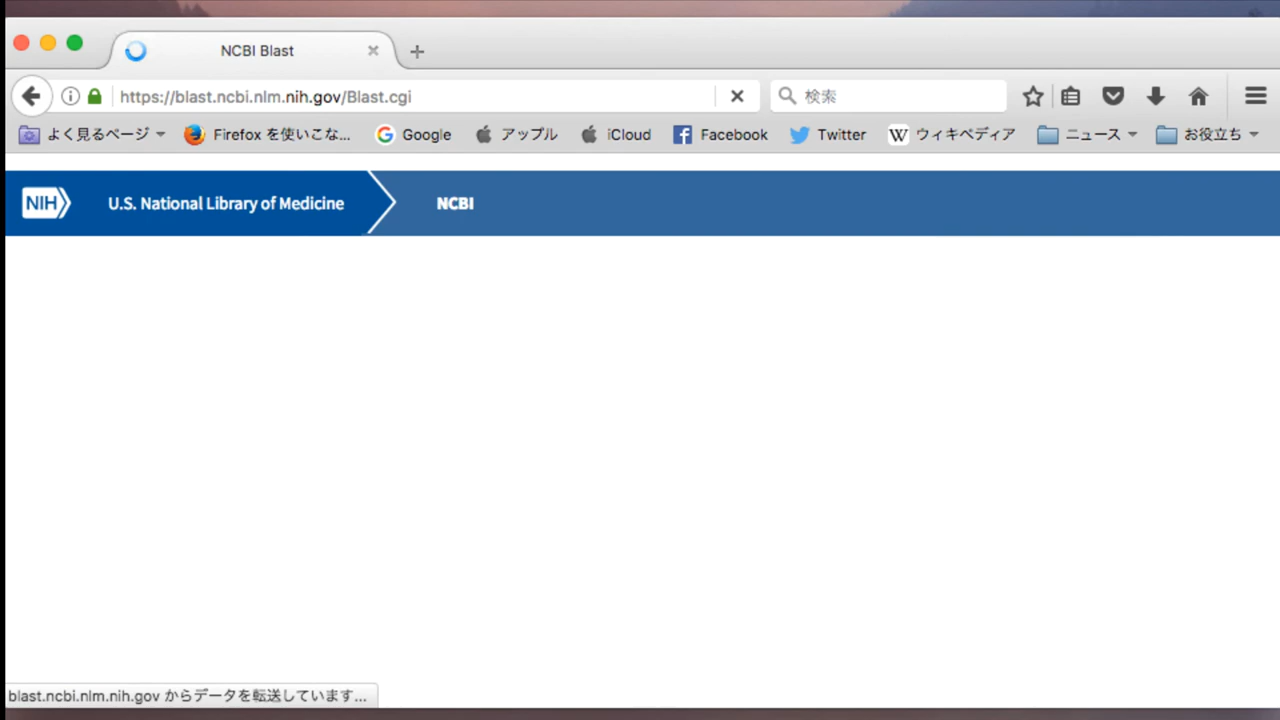 NCBI Blast
https://blast.ncbi.nlm.nih.gov/Blast.cgi
検索
よく見るページ Firefox を使いこな... Google アップル iCloud Facebook Twitter W ウィキペディア ニュース お役立ち
NIH U.S. National Library of Medicine NCBI
blast.ncbi.nlm.nih.gov からデータを転送しています...